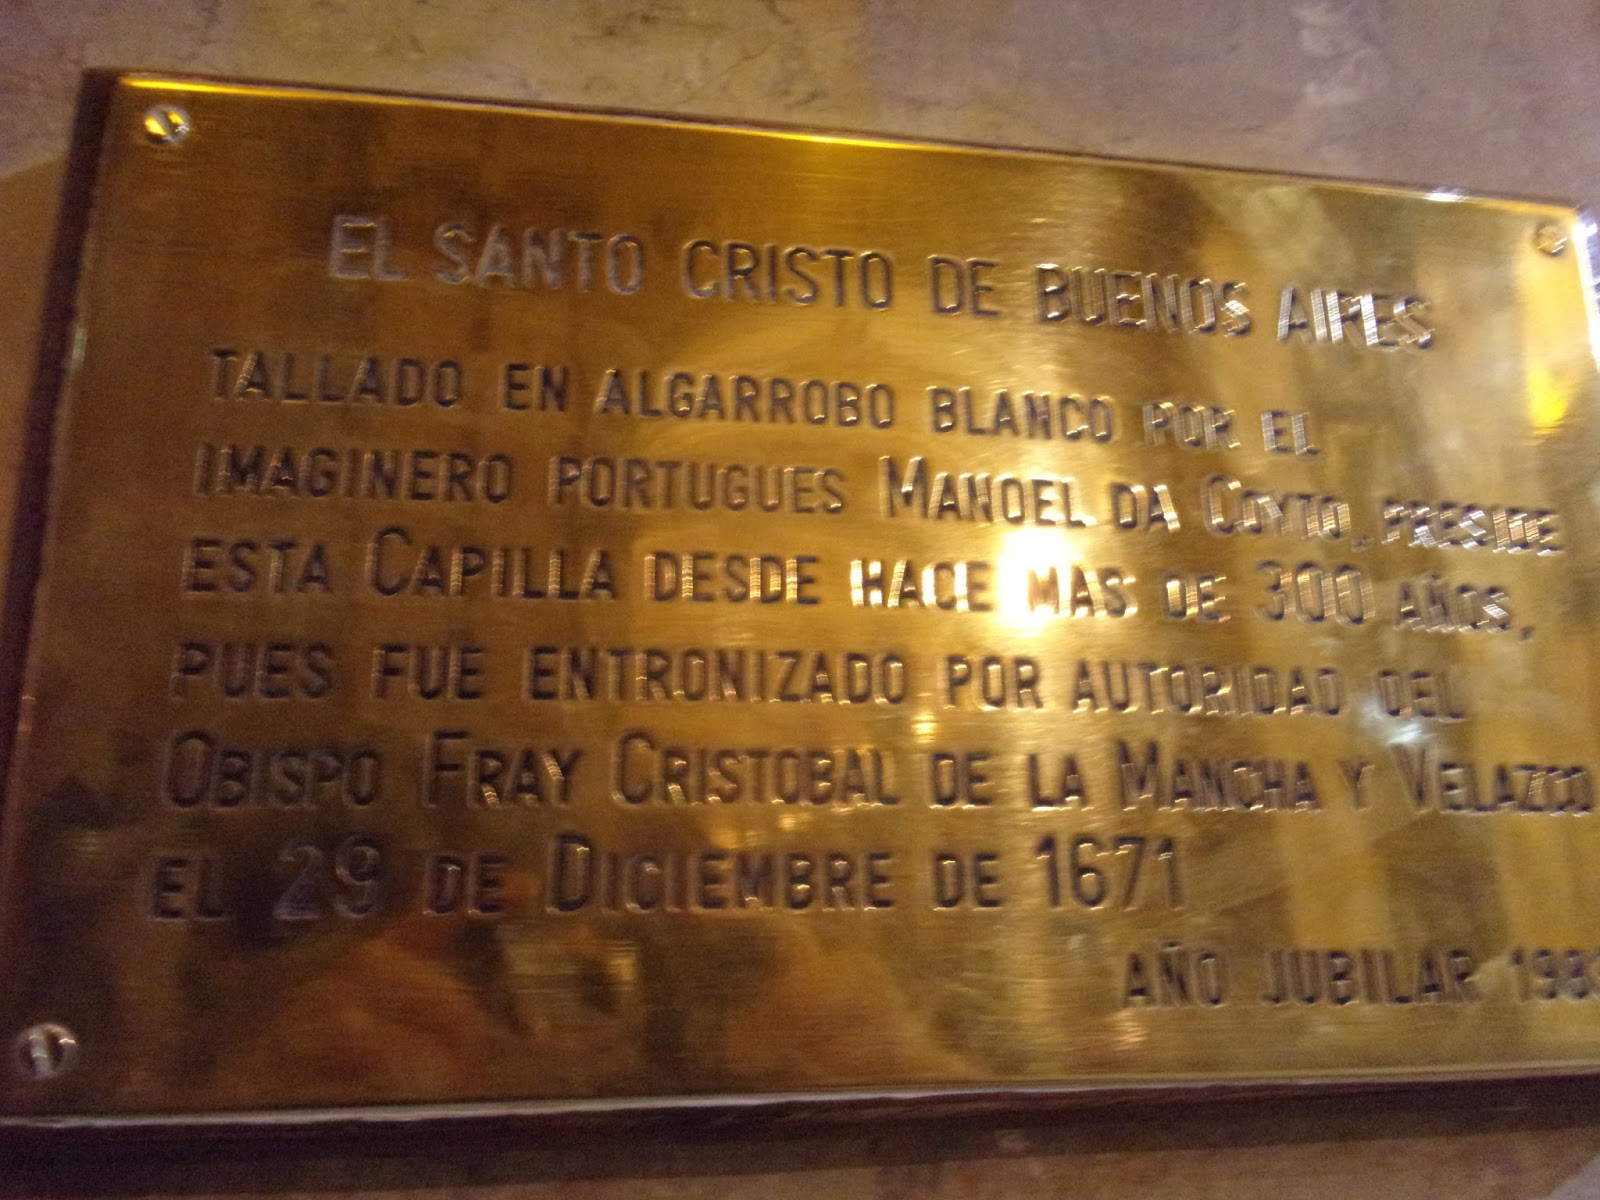 EL SANTO CRISTO DE BUENOS AIRES
TALLADO EN ALGARROBO BLANCO POR EL
IMAGINERO PORTUGUES MANOEL DA COYTO, PRESIDE
ESTA CAPILLA DESDE HACE MAS DE 300 AÑOS,
PUES FUE ENTRONIZADO POR AUTORIDAD DEL
OBISPO FRAY CRISTOBAL DE LA MANCHA Y VELAZCO
EL 29 DE DICIEMBRE DE 1671
AÑO JUBILAR 1983